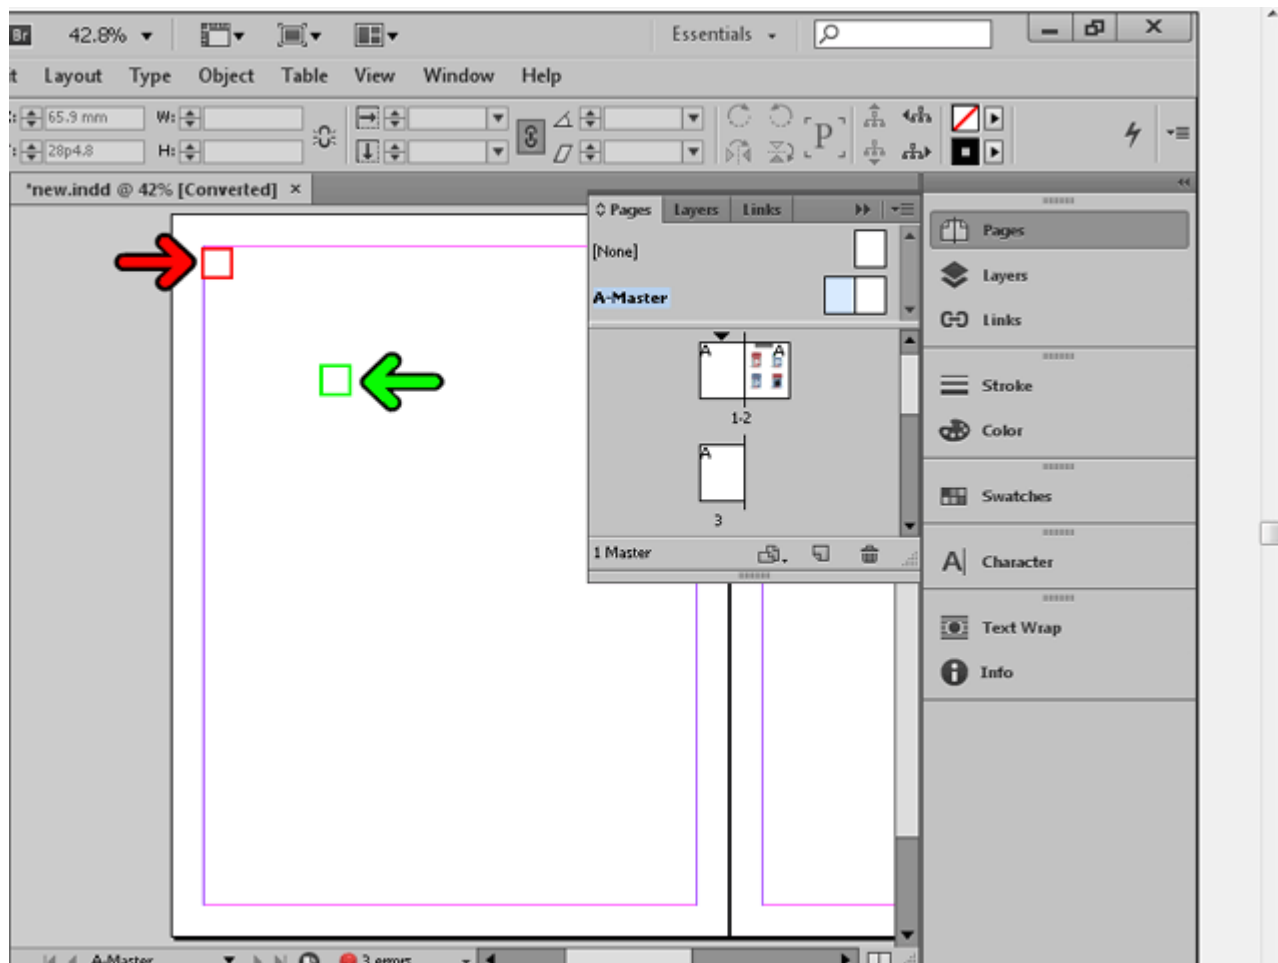 Br 42.8% Essentials
t Layout Type Object Table View Window Help
: 65.9 mm W:
: 28p4.8 H:
P
*new.indd @ 42% [Converted] ×
Pages Layers Links
[None]
A-Master
A A
1-2
A
3
1 Master
Pages
Layers
Links
Stroke
Color
Swatches
A Character
Text Wrap
Info
A-Master 3 errors